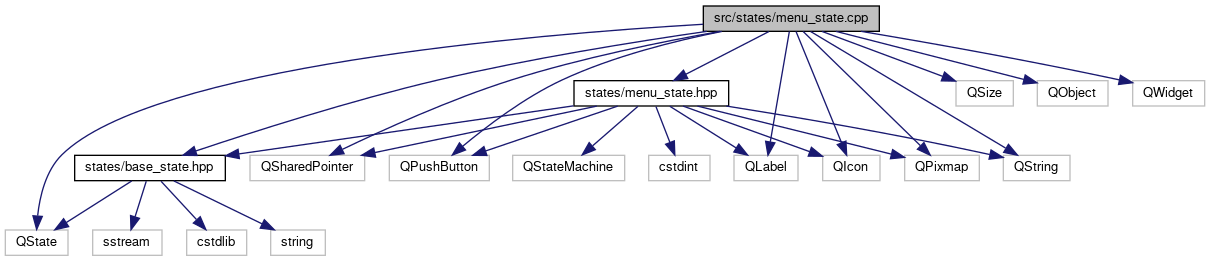 src/states/menu_state.cpp
states/menu_state.hpp
QSize
QObject
QWidget
states/base_state.hpp
QSharedPointer
QPushButton
QStateMachine
cstdint
QLabel
QIcon
QPixmap
QString
QState
sstream
cstdlib
string